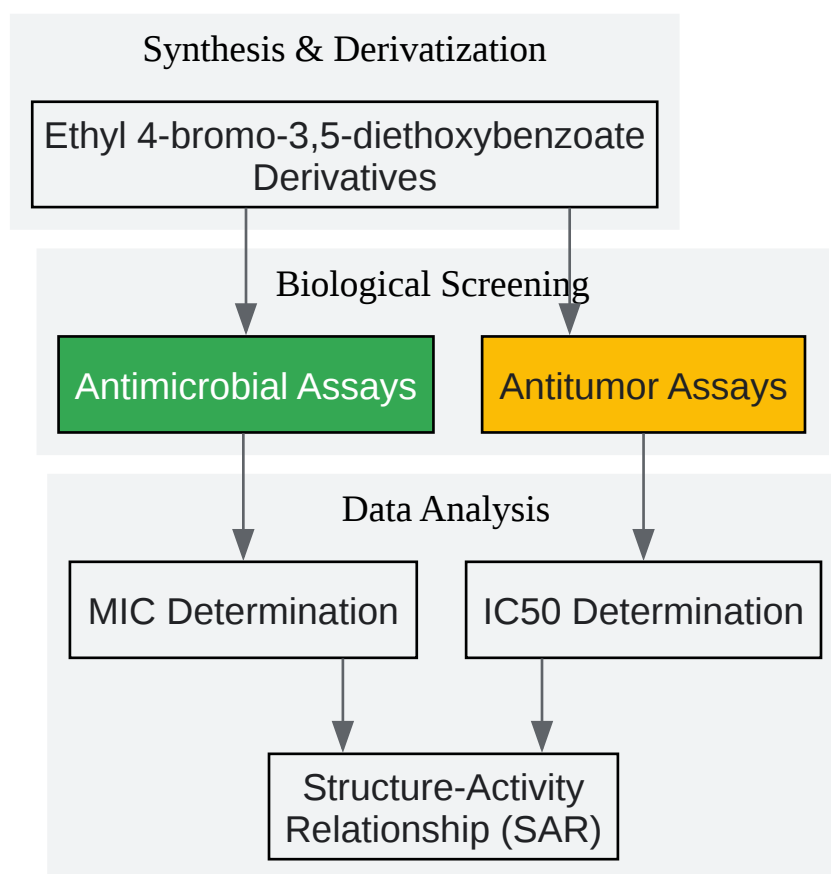 Synthesis & Derivatization
Ethyl 4-bromo-3,5-diethoxybenzoate
Derivatives
Biological Screening
Antimicrobial Assays
Antitumor Assays
Data Analysis
MIC Determination
IC50 Determination
Structure-Activity
Relationship (SAR)